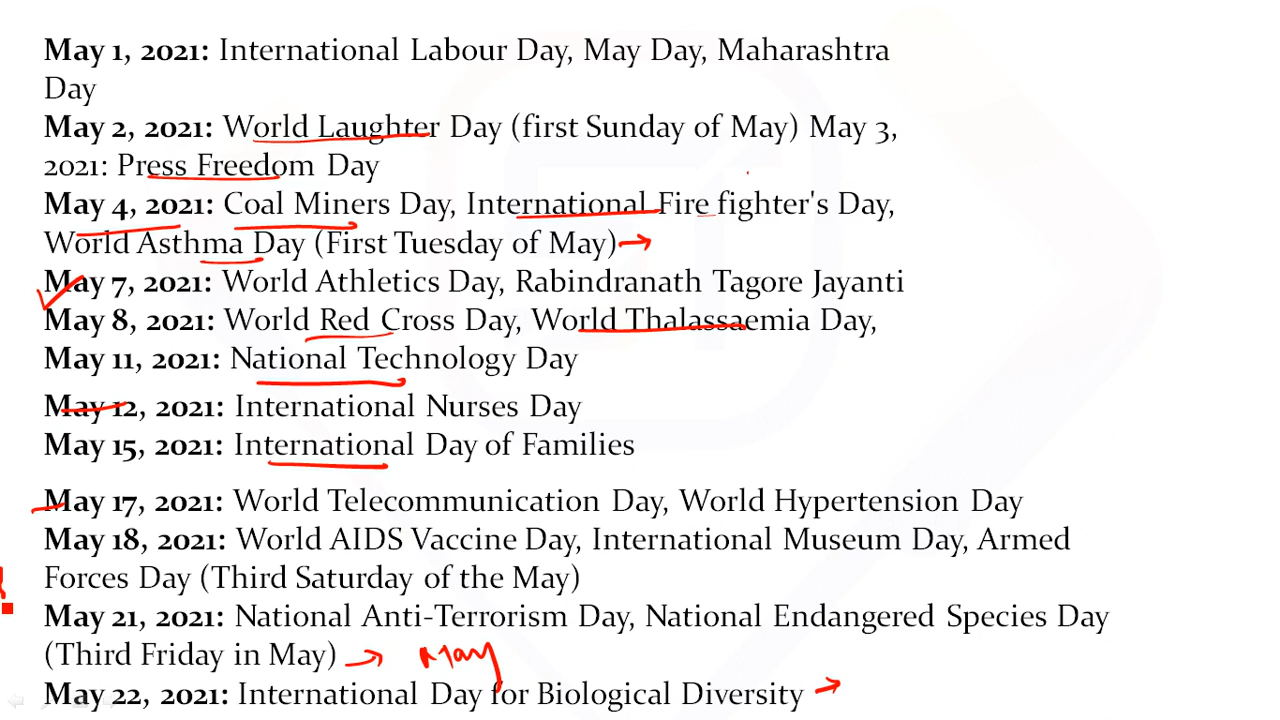 May 1, 2021: International Labour Day, May Day, Maharashtra
Day
May 2, 2021: World Laughter Day (first Sunday of May) May 3,
2021: Press Freedom Day
May 4, 2021: Coal Miners Day, International Fire fighter's Day,
World Asthma Day (First Tuesday of May)
May 7, 2021: World Athletics Day, Rabindranath Tagore Jayanti
May 8, 2021: World Red Cross Day, World Thalassaemia Day,
May 11, 2021: National Technology Day
May 12, 2021: International Nurses Day
May 15, 2021: International Day of Families
May 17, 2021: World Telecommunication Day, World Hypertension Day
May 18, 2021: World AIDS Vaccine Day, International Museum Day, Armed
Forces Day (Third Saturday of the May)
May 21, 2021: National Anti-Terrorism Day, National Endangered Species Day
(Third Friday in May) → May
May 22, 2021: International Day for Biological Diversity